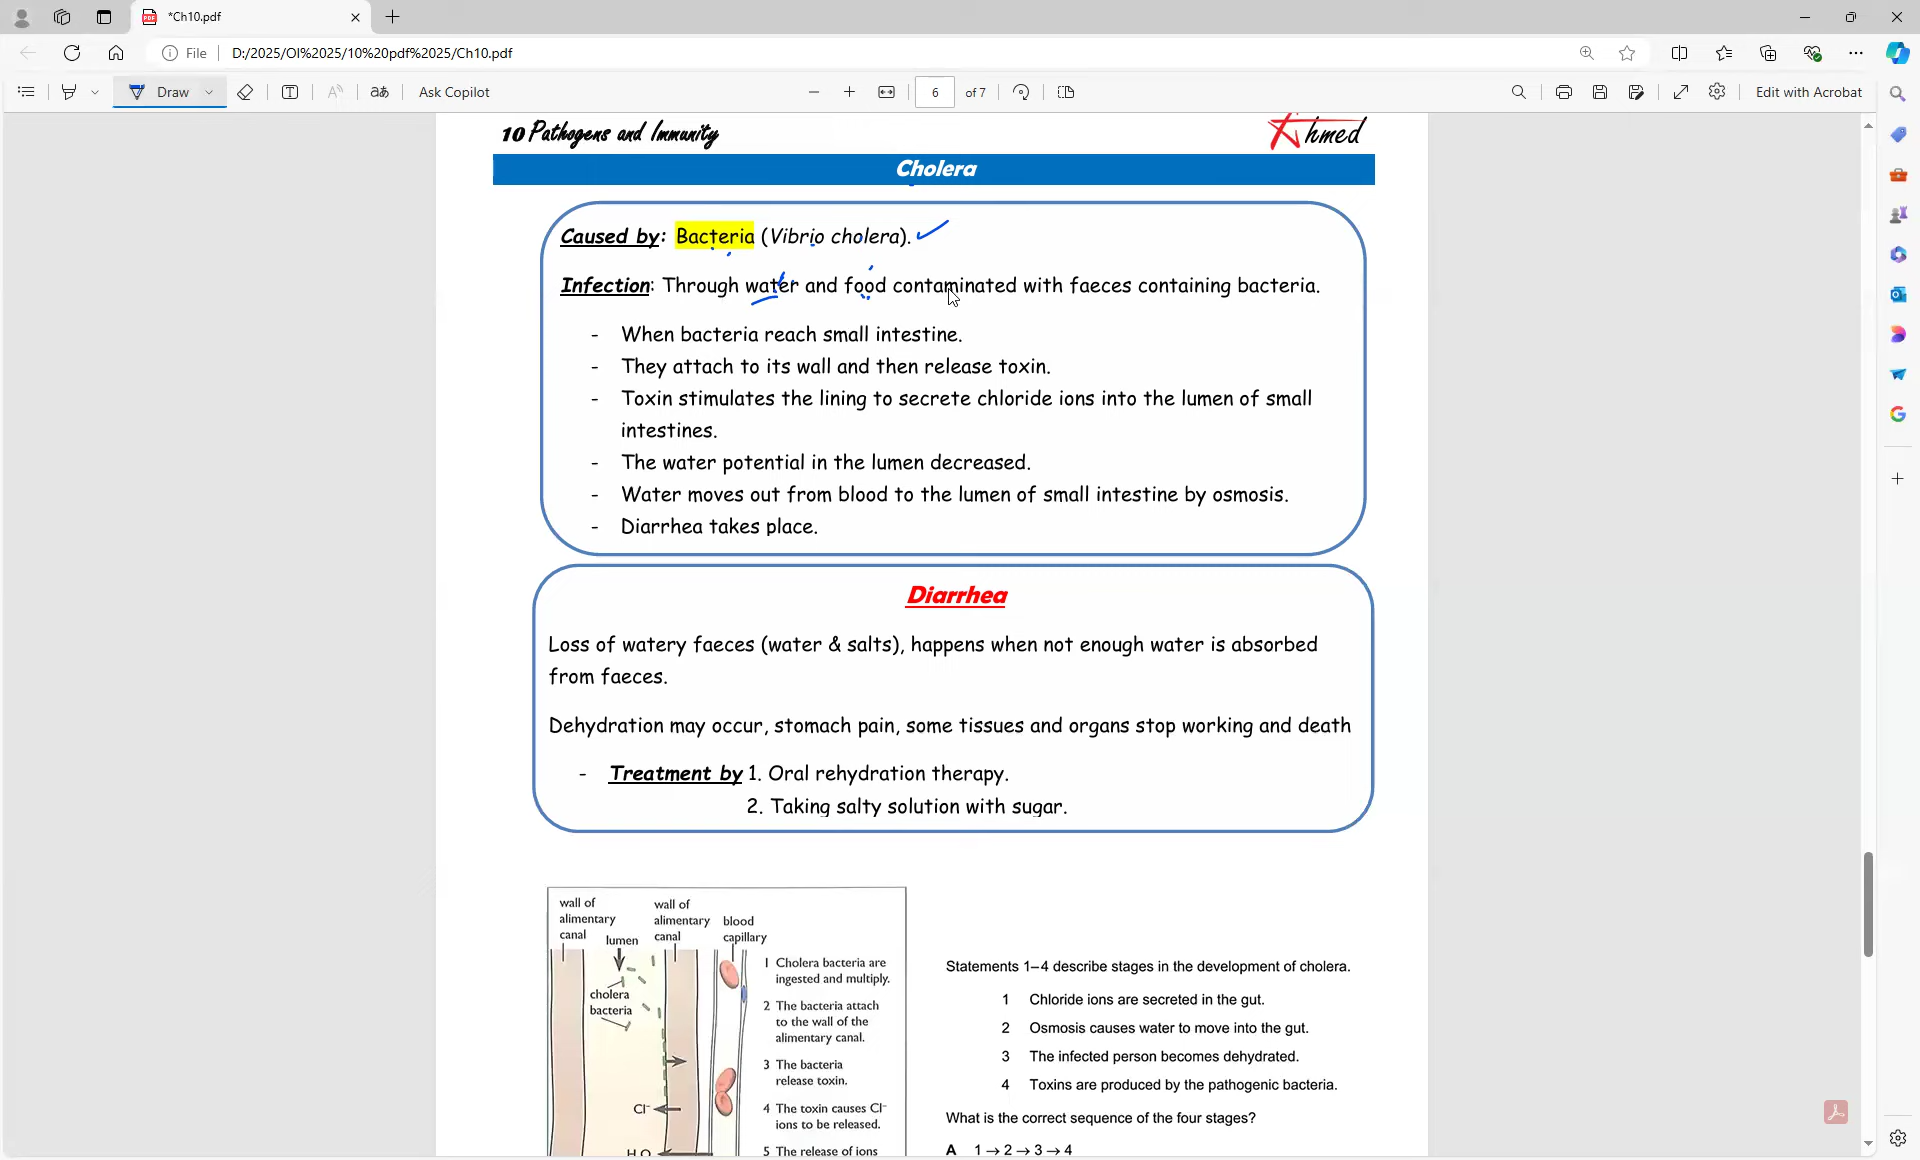 *Ch10.pdf
File
D:/2025/Ol%2025/10%20pdf%2025/Ch10.pdf
Draw
Ask Copilot
6
of 7
Edit with Acrobat
10 Pathogens and Immunity
Ahmed
Cholera
Caused by: Bacteria (Vibrio cholera).
Infection: Through water and food contaminated with faeces containing bacteria.
- When bacteria reach small intestine.
- They attach to its wall and then release toxin.
- Toxin stimulates the lining to secrete chloride ions into the lumen of small
intestines.
- The water potential in the lumen decreased.
- Water moves out from blood to the lumen of small intestine by osmosis.
- Diarrhea takes place.
Diarrhea
Loss of watery faeces (water & salts), happens when not enough water is absorbed
from faeces.
Dehydration may occur, stomach pain, some tissues and organs stop working and death
- Treatment by 1. Oral rehydration therapy.
2. Taking salty solution with sugar.
wall of
alimentary
canal
lumen
wall of
alimentary
canal
blood
capillary
cholera
bacteria
Cl⁻
H₂O
1 Cholera bacteria are
ingested and multiply.
2 The bacteria attach
to the wall of the
alimentary canal.
3 The bacteria
release toxin.
4 The toxin causes Cl⁻
ions to be released.
5 The release of ions
Statements 1–4 describe stages in the development of cholera.
1 Chloride ions are secreted in the gut.
2 Osmosis causes water to move into the gut.
3 The infected person becomes dehydrated.
4 Toxins are produced by the pathogenic bacteria.
What is the correct sequence of the four stages?
A 1 → 2 → 3 → 4